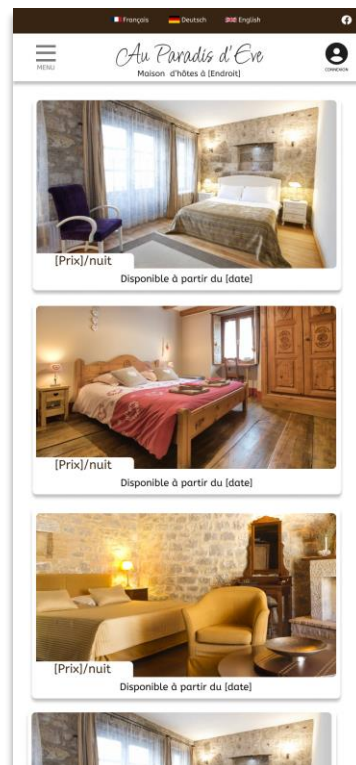 Français Deutsch English
MENU
Au Paradis d'Eve
CONNEXION
Maison d'hôtes à [Endroit]
[Prix]/nuit
Disponible à partir du [date]
[Prix]/nuit
Disponible à partir du [date]
[Prix]/nuit
Disponible à partir du [date]